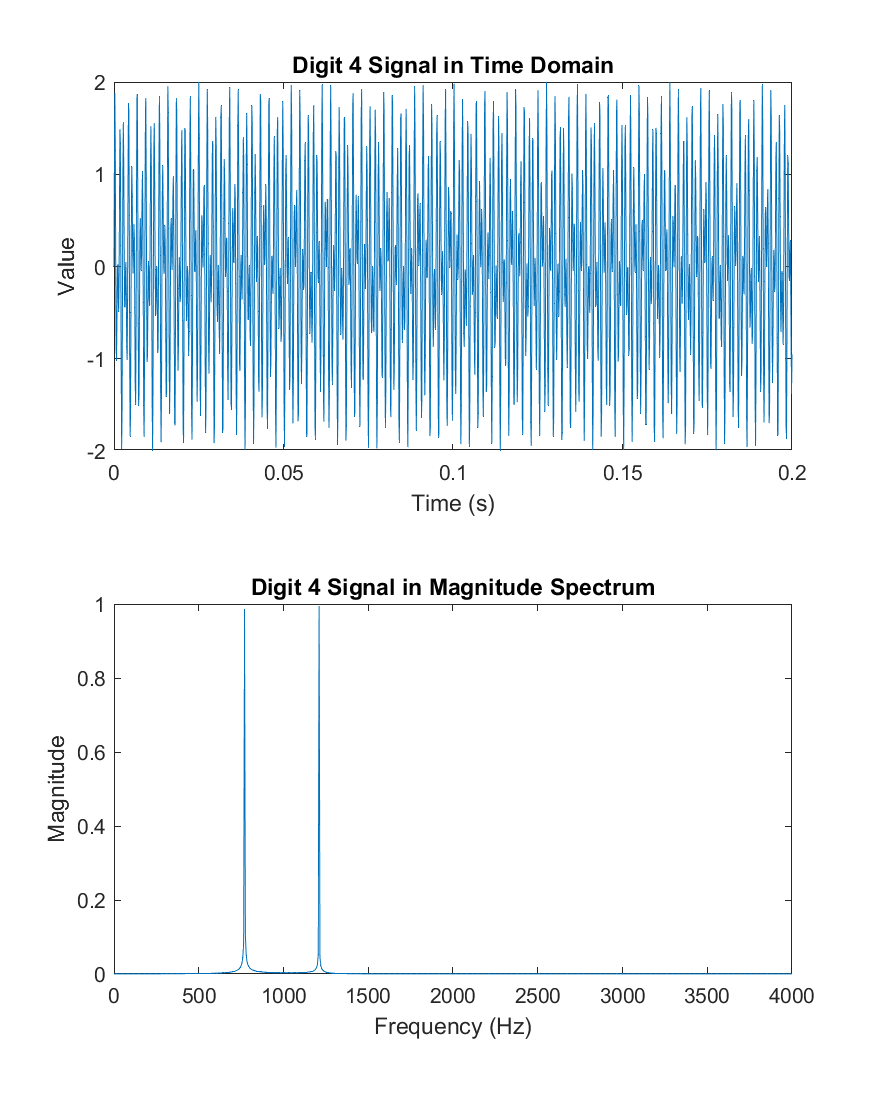 Digit 4 Signal in Time Domain
2
1
0
-1
-2
Value
0 0.05 0.1 0.15 0.2
Time (s)
Digit 4 Signal in Magnitude Spectrum
1
0.8
0.6
0.4
0.2
0
Magnitude
0 500 1000 1500 2000 2500 3000 3500 4000
Frequency (Hz)